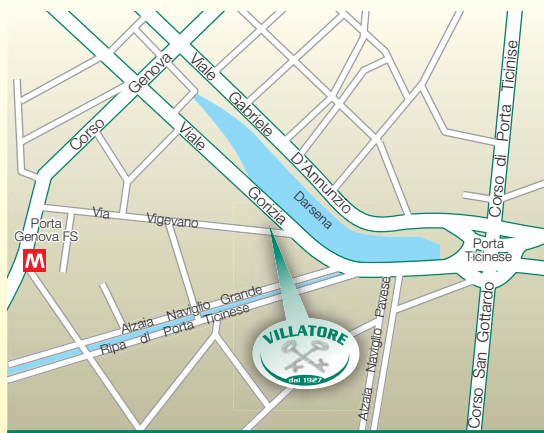 Corso Genova
Viale Gabriele D'Annunzio
Viale Gorizia
Darsena
Corso di Porta Ticinise
Via Vigevano
Porta
Genova FS
M
Porta
Ticinese
Alzaia Naviglio Grande
Ripa di Porta Ticinese
Alzaia Naviglio Pavese
Corso San Gottardo
VILLATORE
dal 1927